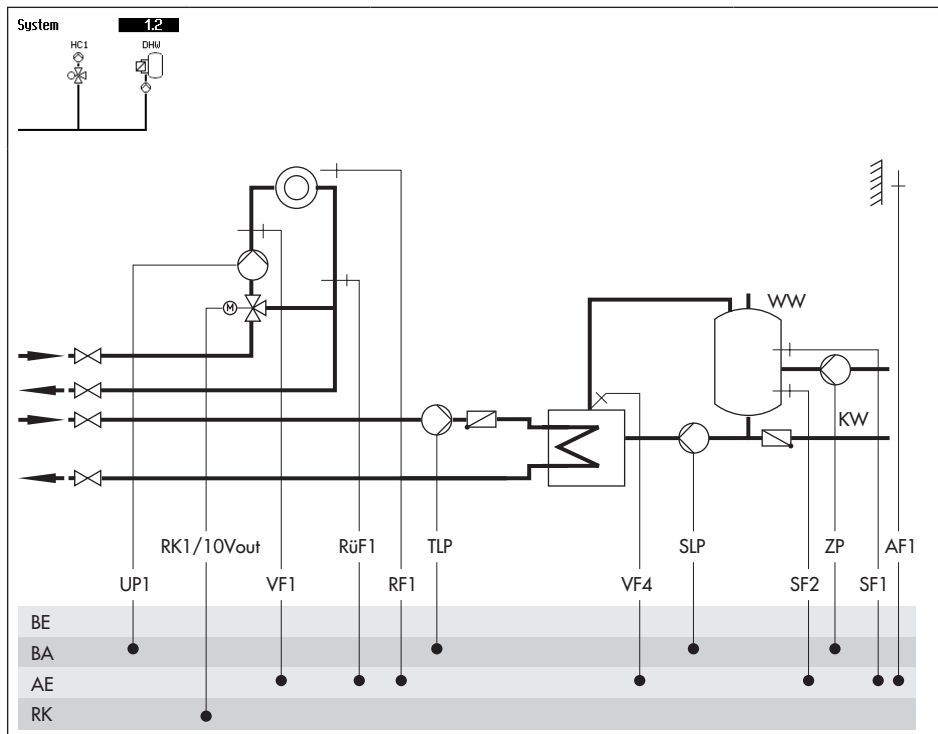 System 1.2
HC1 DHW
M
WW
KW
RK1/10Vout RüF1 TLP SLP ZP AF1
UP1 VF1 RF1 VF4 SF2 SF1
BE
BA
AE
RK